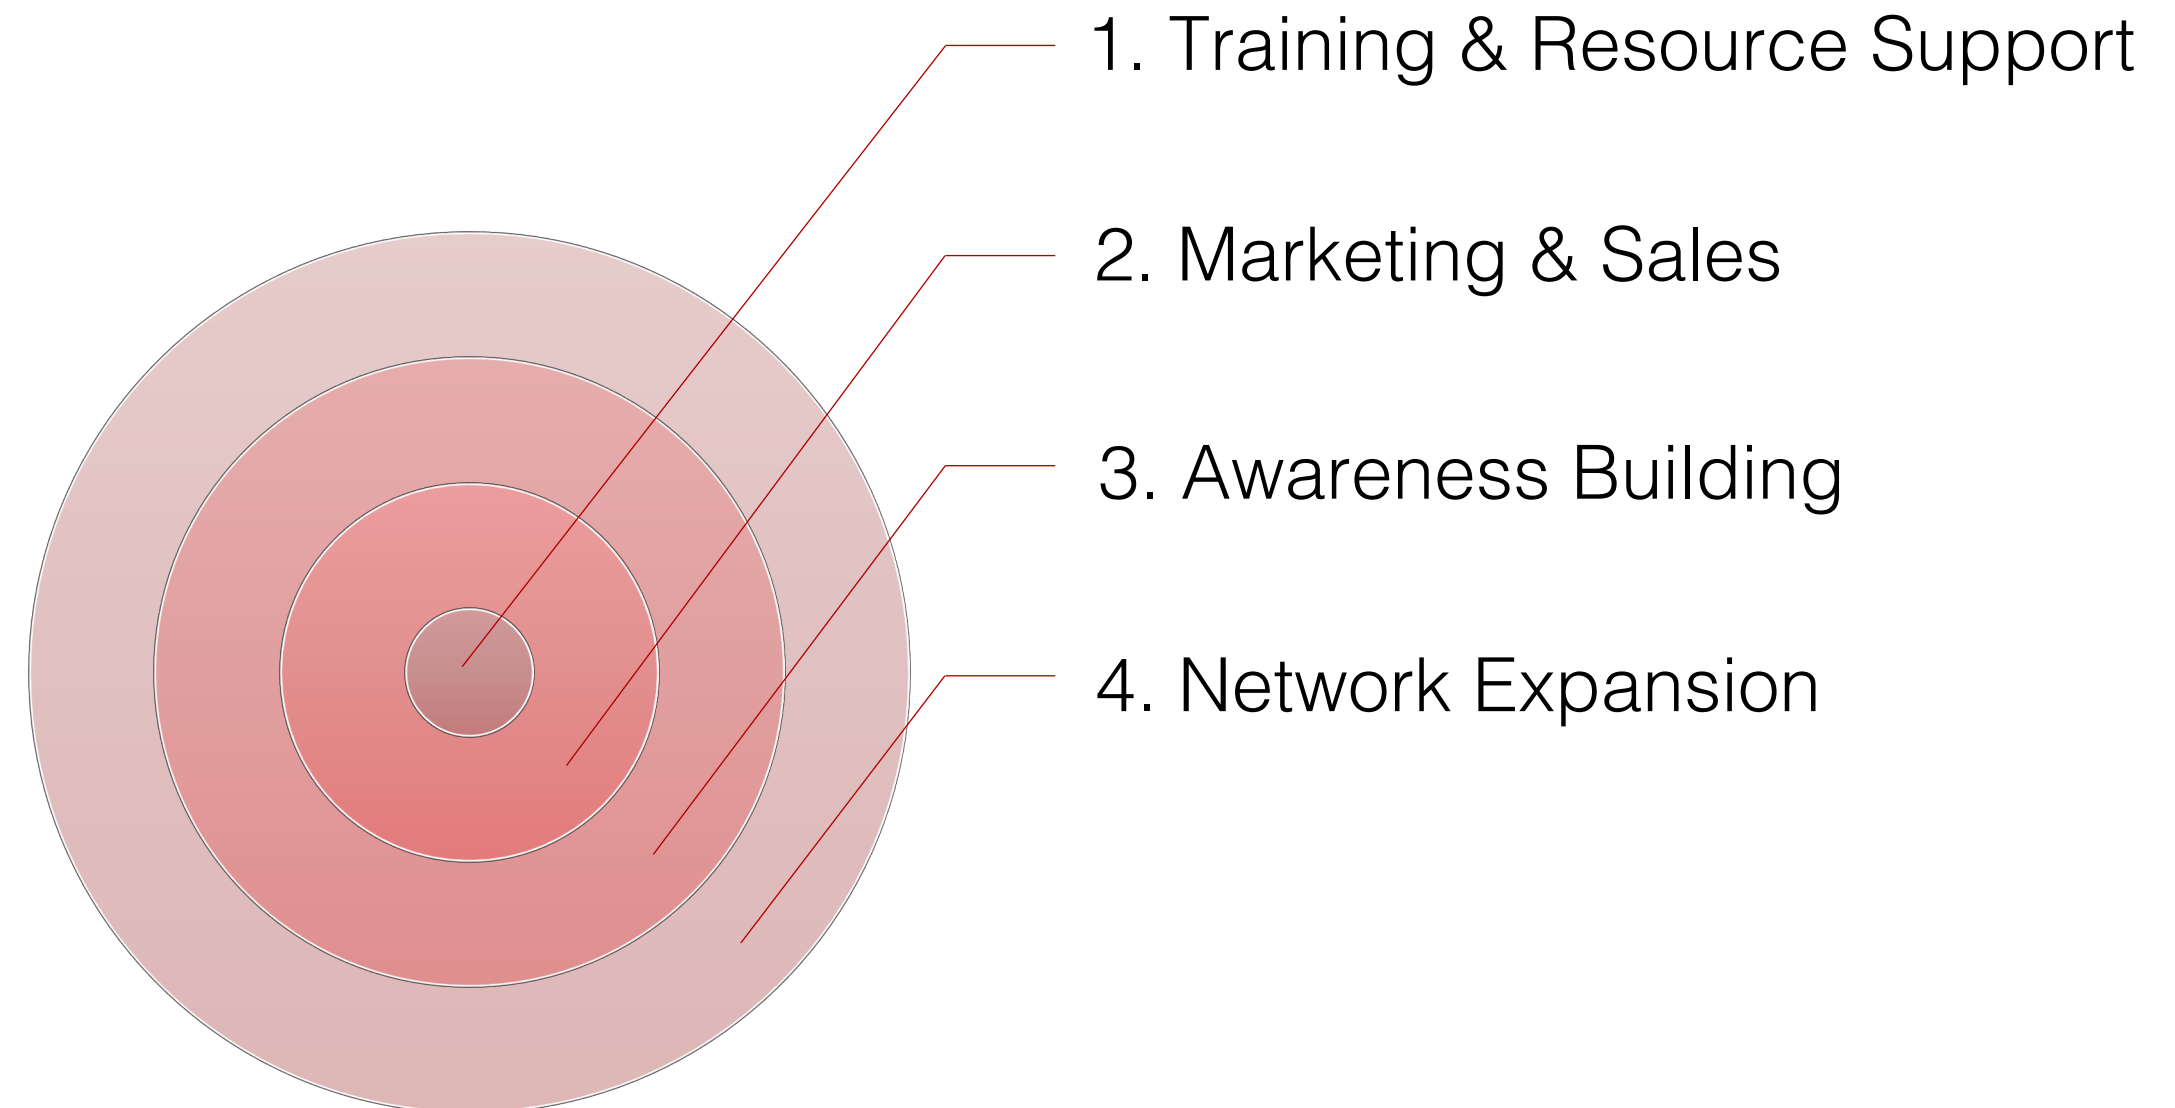 1. Training & Resource Support
2. Marketing & Sales
3. Awareness Building
4. Network Expansion